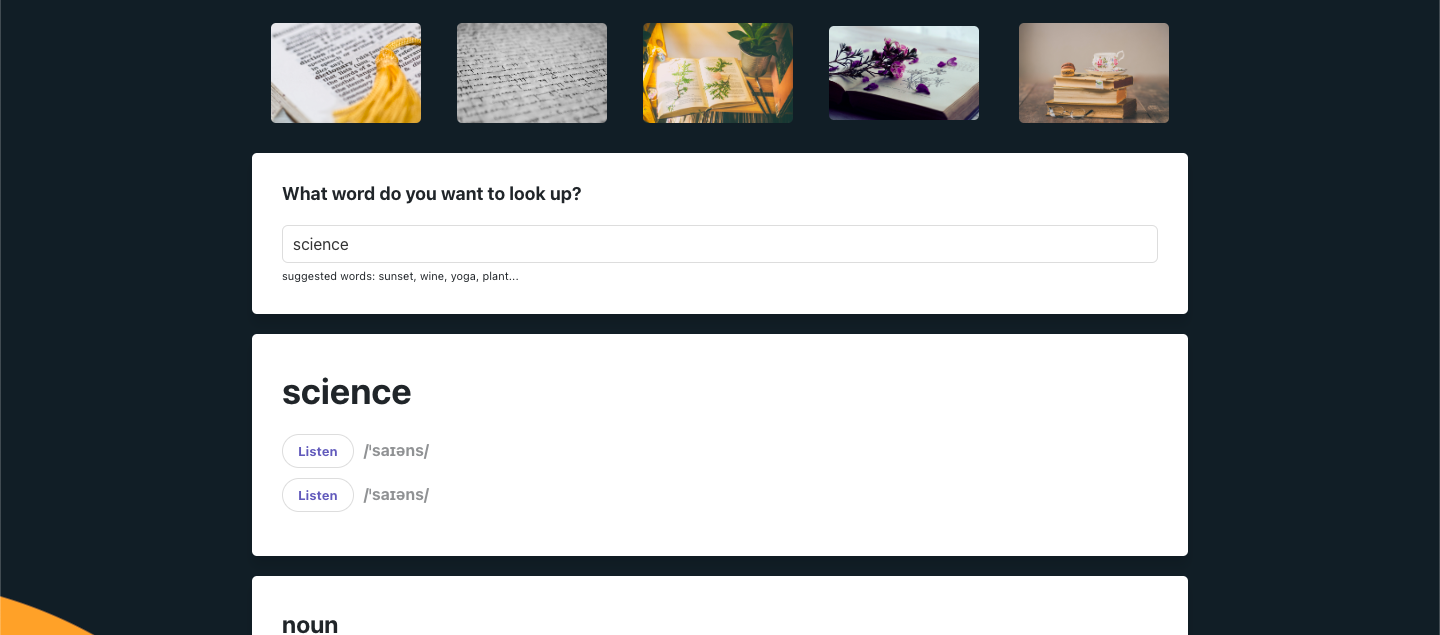 What word do you want to look up?
science
suggested words: sunset, wine, yoga, plant...
science
Listen /ˈsaɪəns/
Listen /ˈsaɪəns/
noun